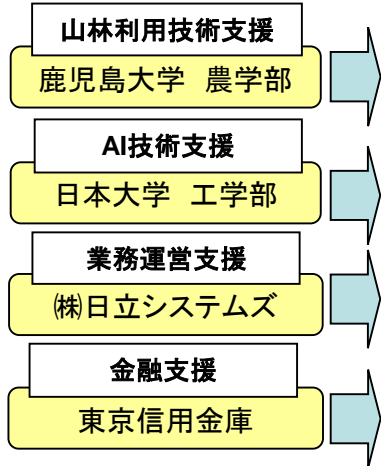 山林利用技術支援
鹿児島大学　農学部
AI技術支援
日本大学　工学部
業務運営支援
㈱日立システムズ
金融支援
東京信用金庫